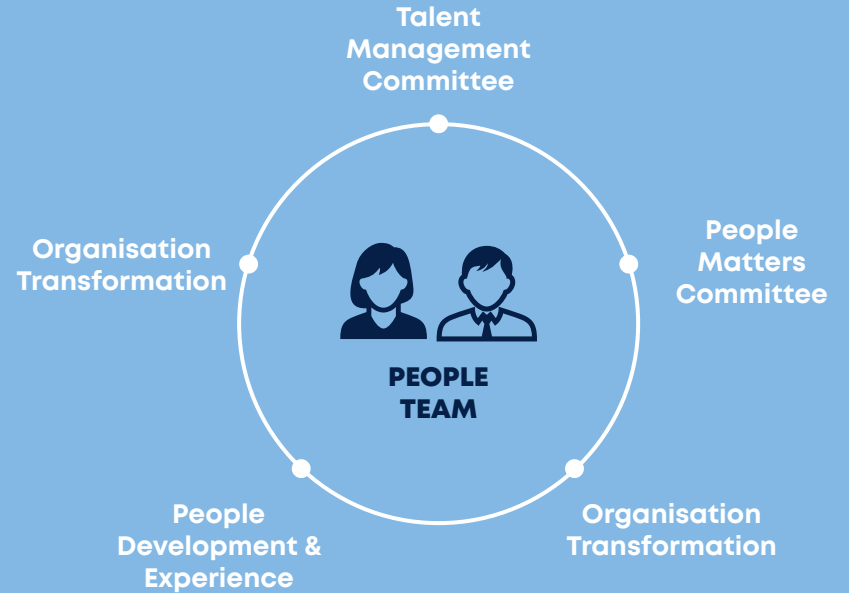 Talent
Management
Committee
Organisation
Transformation
People
Matters
Committee
PEOPLE
TEAM
People
Development &
Experience
Organisation
Transformation